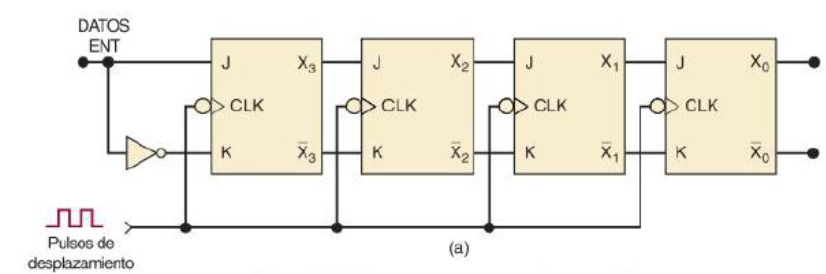 DATOS
ENT
J X₃ J X₂ J X₁ J X₀
CLK CLK CLK CLK
K X̅₃ K X̅₂ K X̅₁ K X̅₀
Pulsos de
desplazamiento
(a)